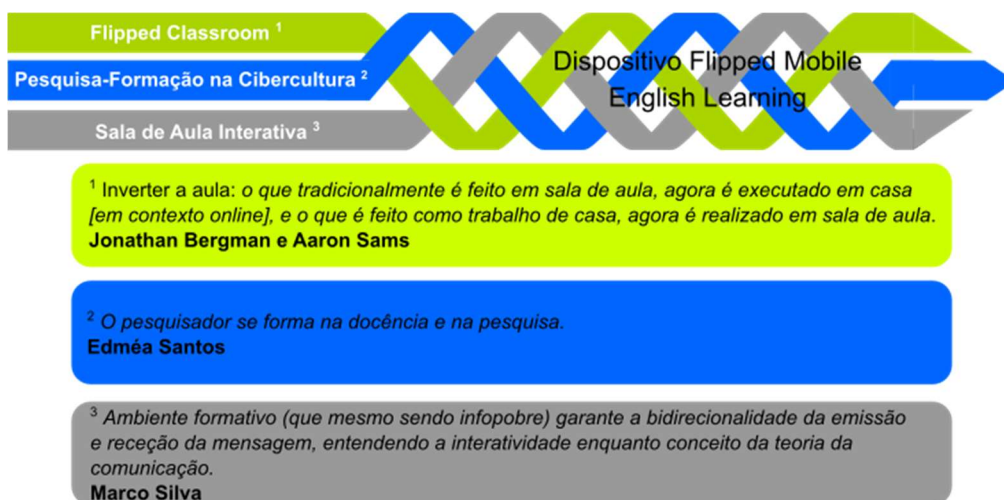 Flipped Classroom ¹
Pesquisa-Formação na Cibercultura ²
Sala de Aula Interativa ³
Dispositivo Flipped Mobile
English Learning
¹ Inverter a aula: o que tradicionalmente é feito em sala de aula, agora é executado em casa
[em contexto online], e o que é feito como trabalho de casa, agora é realizado em sala de aula.
Jonathan Bergman e Aaron Sams
² O pesquisador se forma na docência e na pesquisa.
Edméa Santos
³ Ambiente formativo (que mesmo sendo infopobre) garante a bidirecionalidade da emissão
e receção da mensagem, entendendo a interatividade enquanto conceito da teoria da
comunicação.
Marco Silva